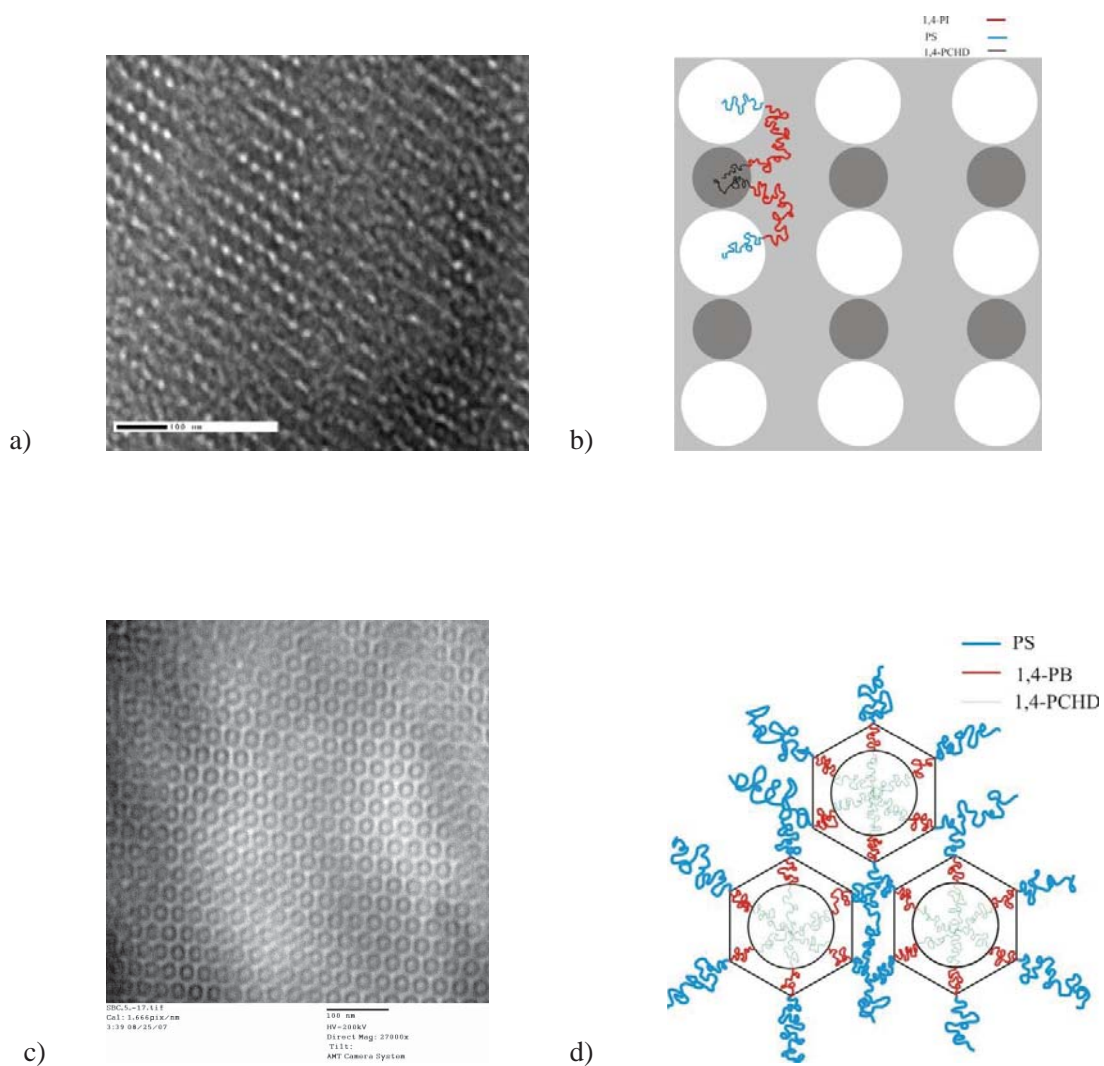 1,4-PI
PS
1,4-PCHD
100 nm
a)
b)
PS
1,4-PB
1,4-PCHD
SBC.5.-17.tif
Cal: 1.666pix/nm
3:39 08/25/07
100 nm
HV=200kV
Direct Mag: 27000x
Tilt:
AMT Camera System
c)
d)